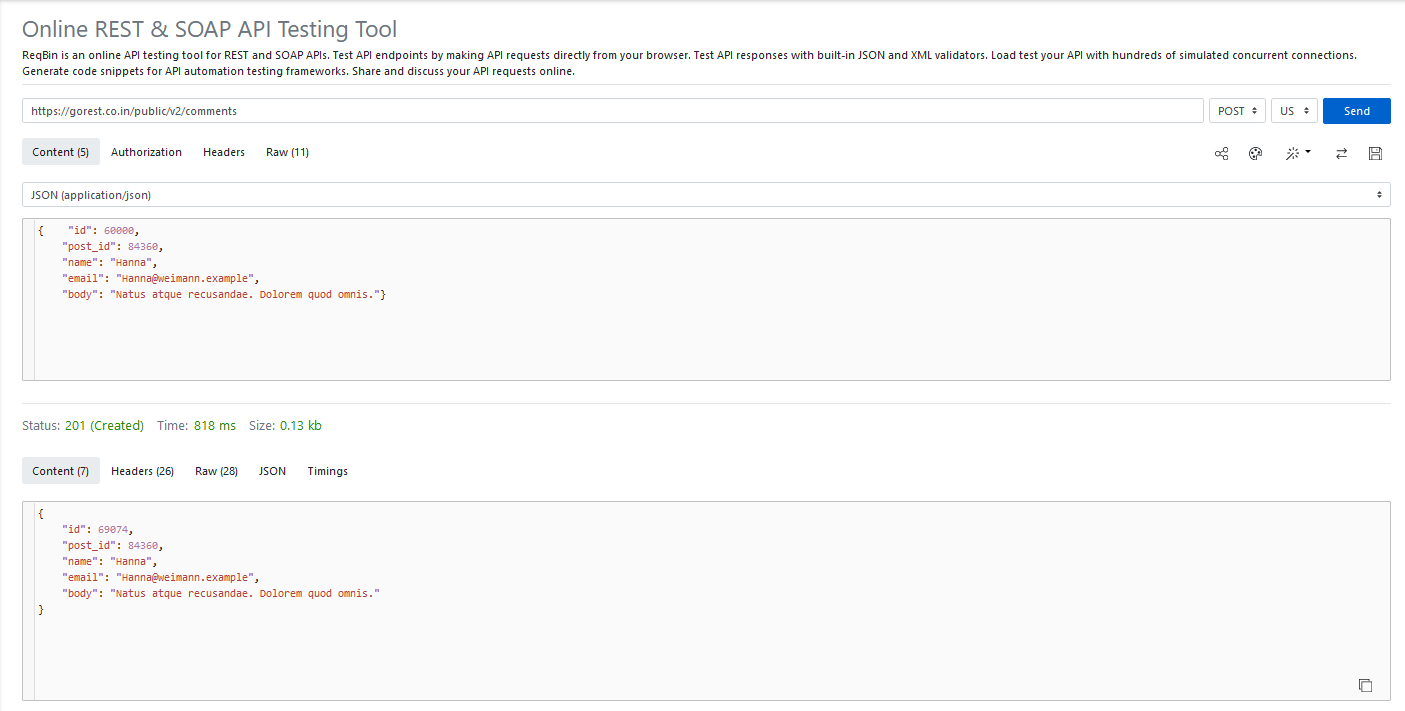 Online REST & SOAP API Testing Tool
ReqBin is an online API testing tool for REST and SOAP APIs. Test API endpoints by making API requests directly from your browser. Test API responses with built-in JSON and XML validators. Load test your API with hundreds of simulated concurrent connections.
Generate code snippets for API automation testing frameworks. Share and discuss your API requests online.
https://gorest.co.in/public/v2/comments POST US Send
Content (5) Authorization Headers Raw (11)
JSON (application/json)
{    "id": 60000,
    "post_id": 84360,
    "name": "Hanna",
    "email": "Hanna@weimann.example",
    "body": "Natus atque recusandae. Dolorem quod omnis."}
Status: 201 (Created) Time: 818 ms Size: 0.13 kb
Content (7) Headers (26) Raw (28) JSON Timings
{
    "id": 69074,
    "post_id": 84360,
    "name": "Hanna",
    "email": "Hanna@weimann.example",
    "body": "Natus atque recusandae. Dolorem quod omnis."
}